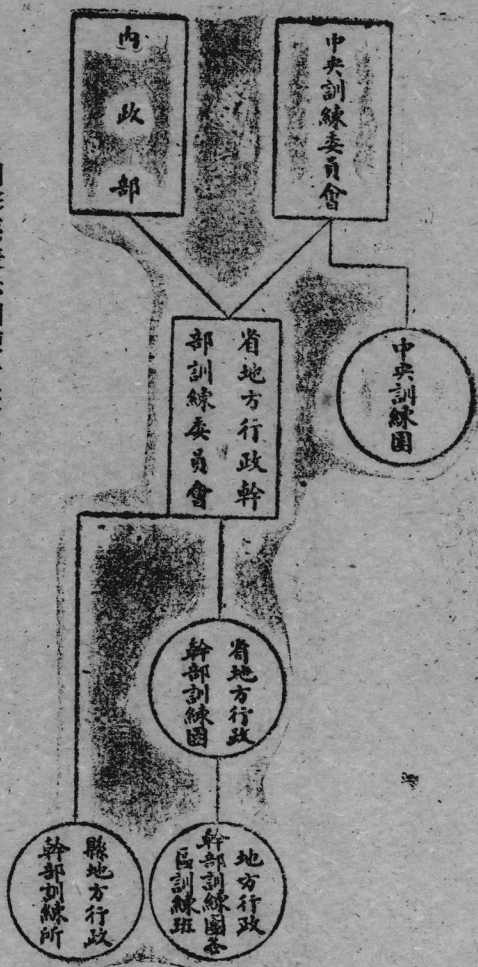 中央訓練委員會
內政部
中央訓練團
省地方行政幹
部訓練委員會
省地方行政
幹部訓練團
地方行政
幹部訓練團各
區訓練班
縣地方行政
幹部訓練所